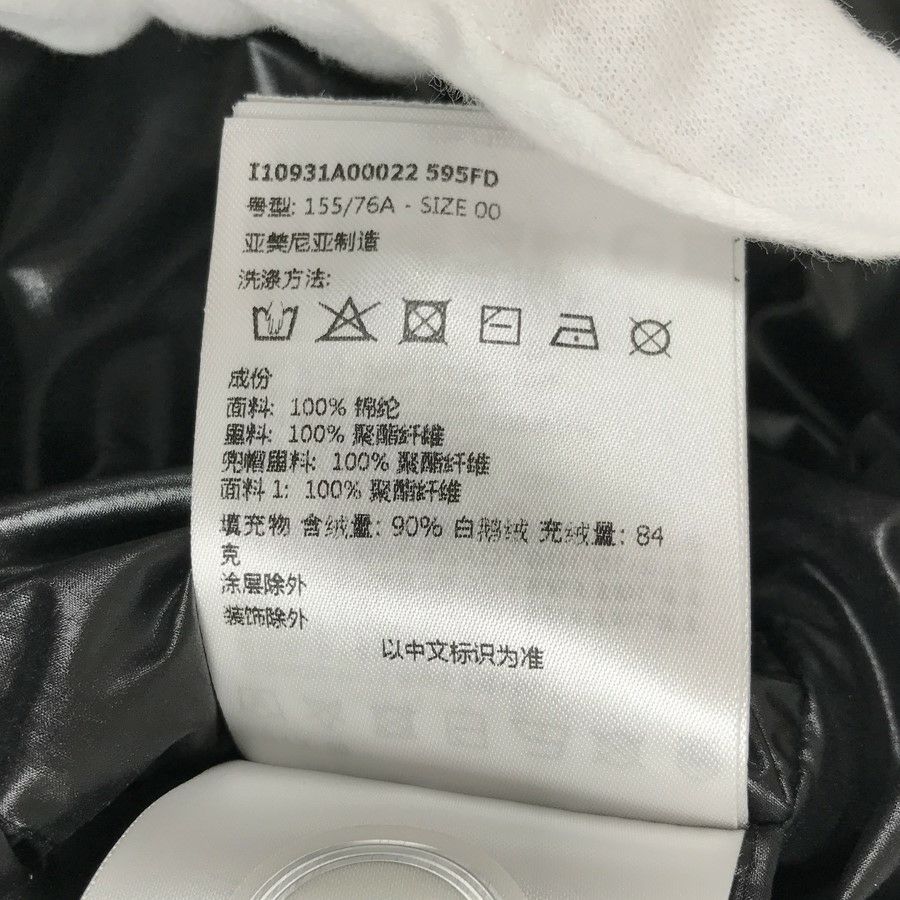 I10931A00022 595FD
号型: 155/76A - SIZE 00
亚美尼亚制造
洗涤方法:
成份
面料: 100% 锦纶
里料: 100% 聚酯纤维
兜帽里料: 100% 聚酯纤维
面料 1: 100% 聚酯纤维
填充物 含绒量: 90% 白鹅绒 充绒量: 84
克
涂层除外
装饰除外
以中文标识为准